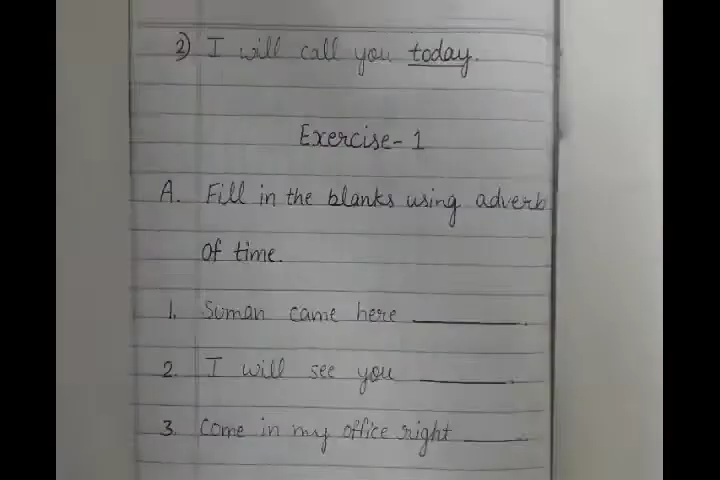 2) I will call you today.
Exercise-1
A. Fill in the blanks using adverb
of time.
1. Suman came here ________.
2. I will see you ________.
3. Come in my office right ________.